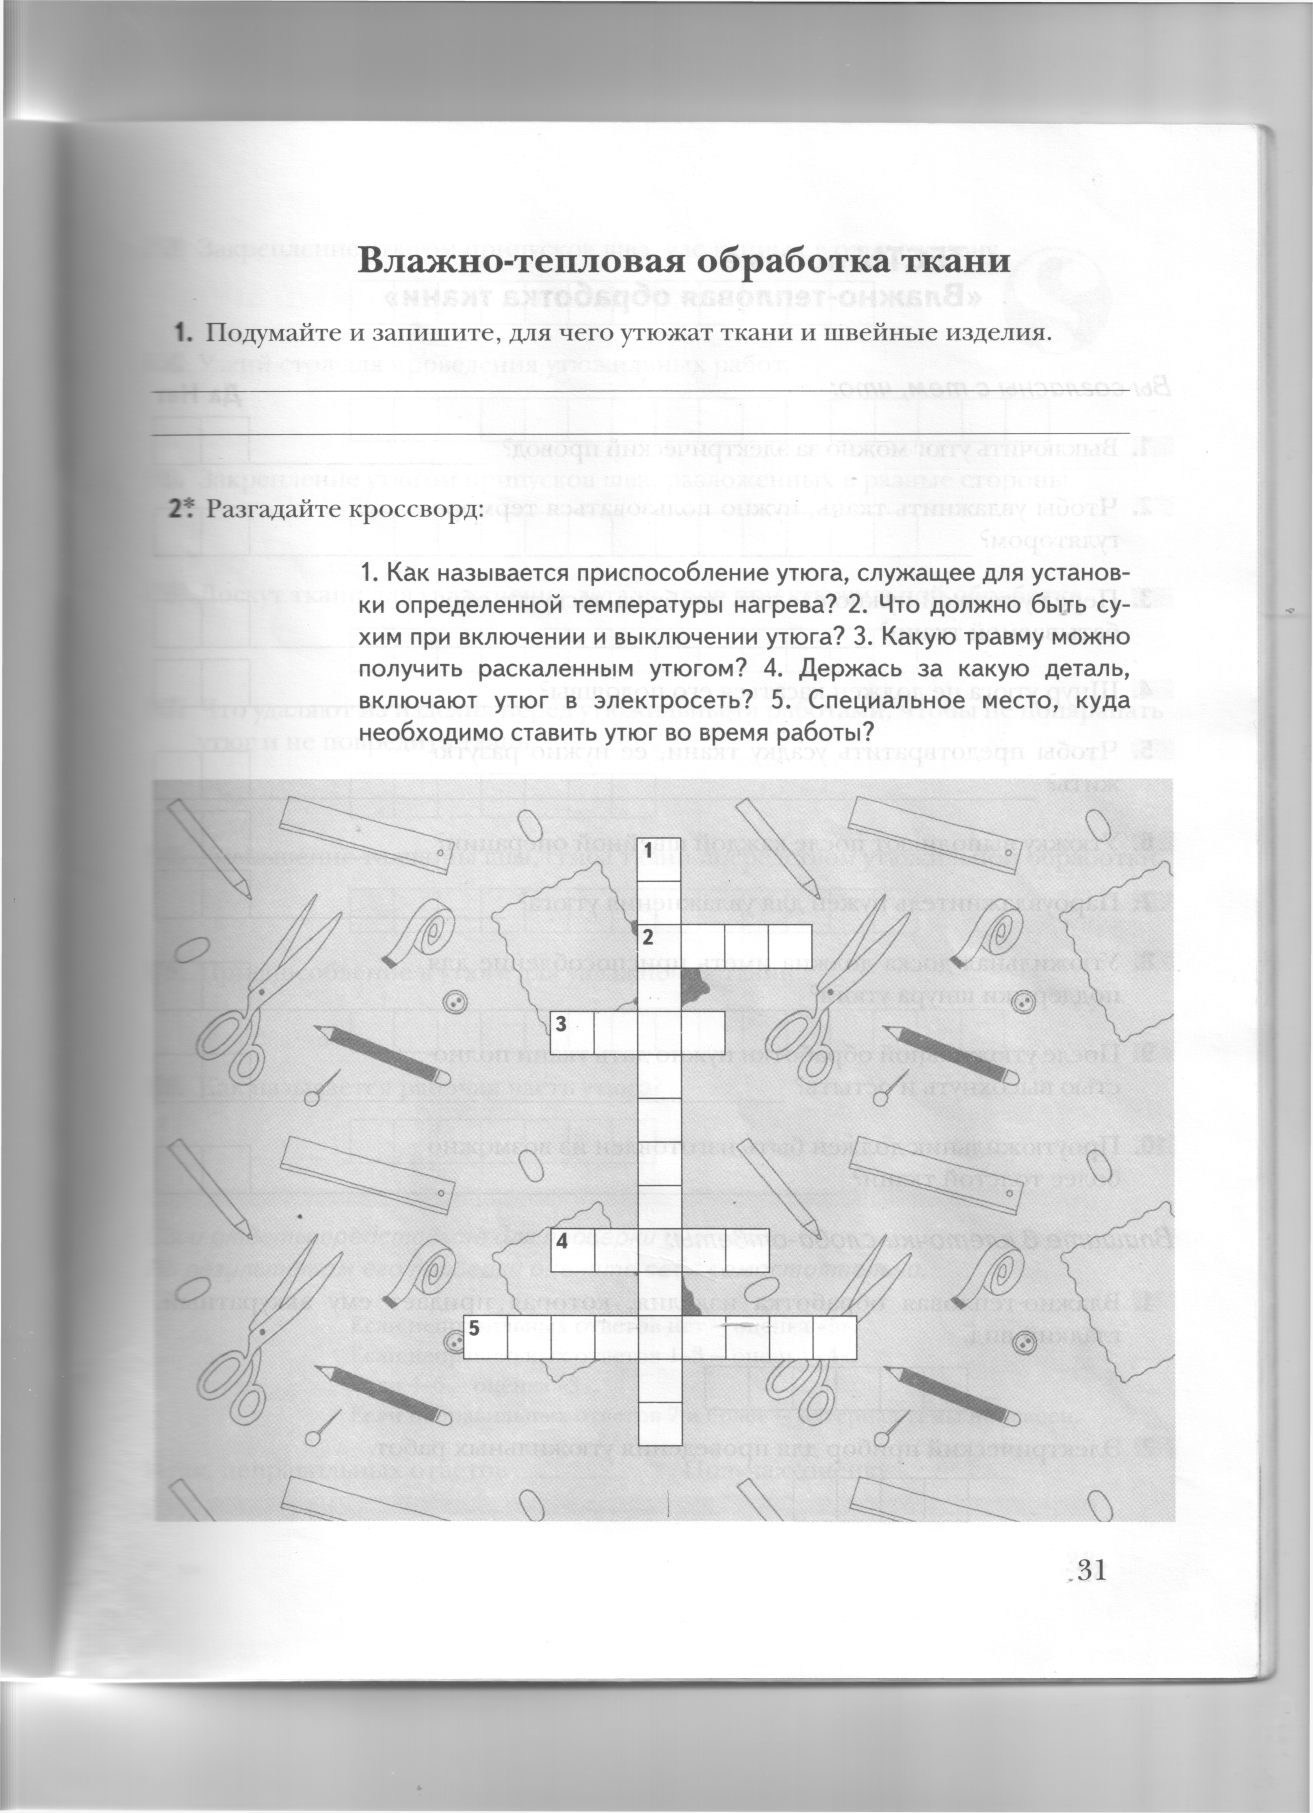 Влажно-тепловая обработка ткани
1. Подумайте и запишите, для чего утюжат ткани и швейные изделия.
2*. Разгадайте кроссворд:
1. Как называется приспособление утюга, служащее для установ-
ки определенной температуры нагрева? 2. Что должно быть су-
хим при включении и выключении утюга? 3. Какую травму можно
получить раскаленным утюгом? 4. Держась за какую деталь,
включают утюг в электросеть? 5. Специальное место, куда
необходимо ставить утюг во время работы?
1
2
3
4
5
31